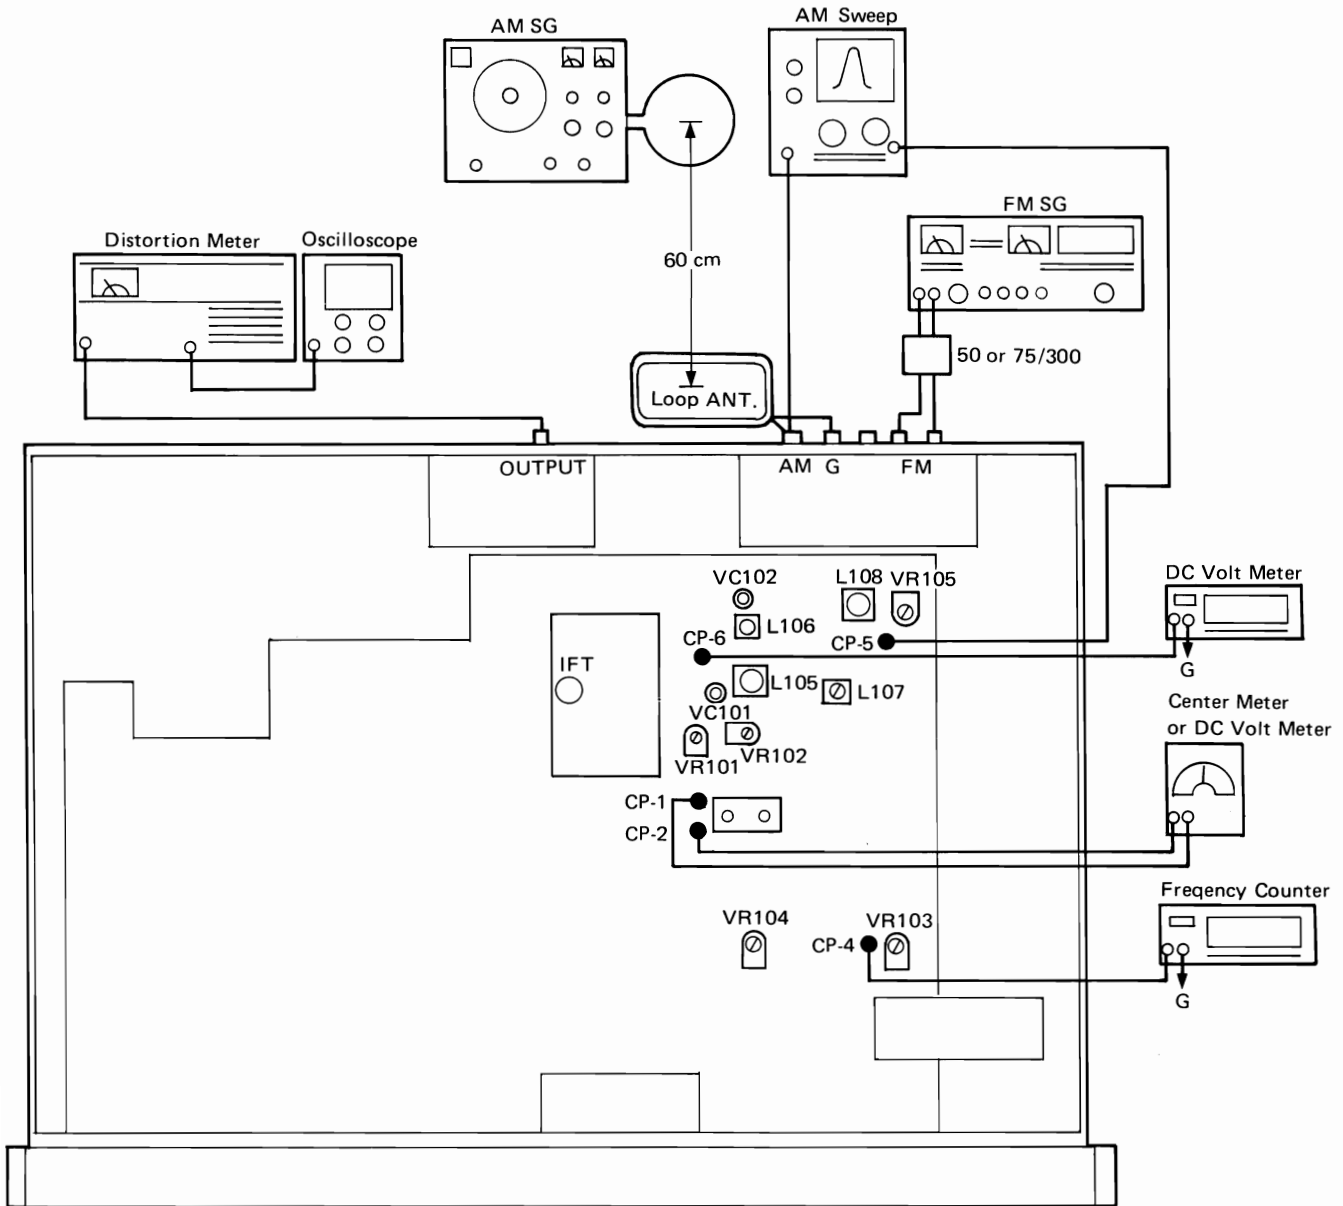 AM SG
AM Sweep
FM SG
Distortion Meter
Oscilloscope
60 cm
50 or 75/300
Loop ANT.
OUTPUT
AM G
FM
VC102
L108
VR105
DC Volt Meter
L106
CP-6
CP-5
G
IFT
L105
L107
Center Meter
or DC Volt Meter
VC101
VR102
VR101
CP-1
CP-2
Freqency Counter
VR104
CP-4
VR103
G